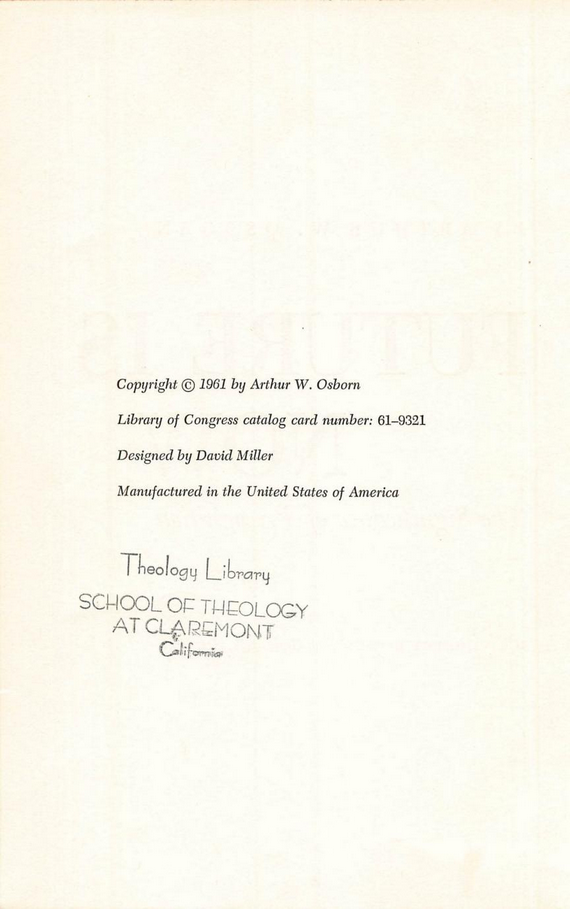 Copyright © 1961 by Arthur W. Osborn
Library of Congress catalog card number: 61–9321
Designed by David Miller
Manufactured in the United States of America
Theology Library
SCHOOL OF THEOLOGY
AT CLAREMONT
California